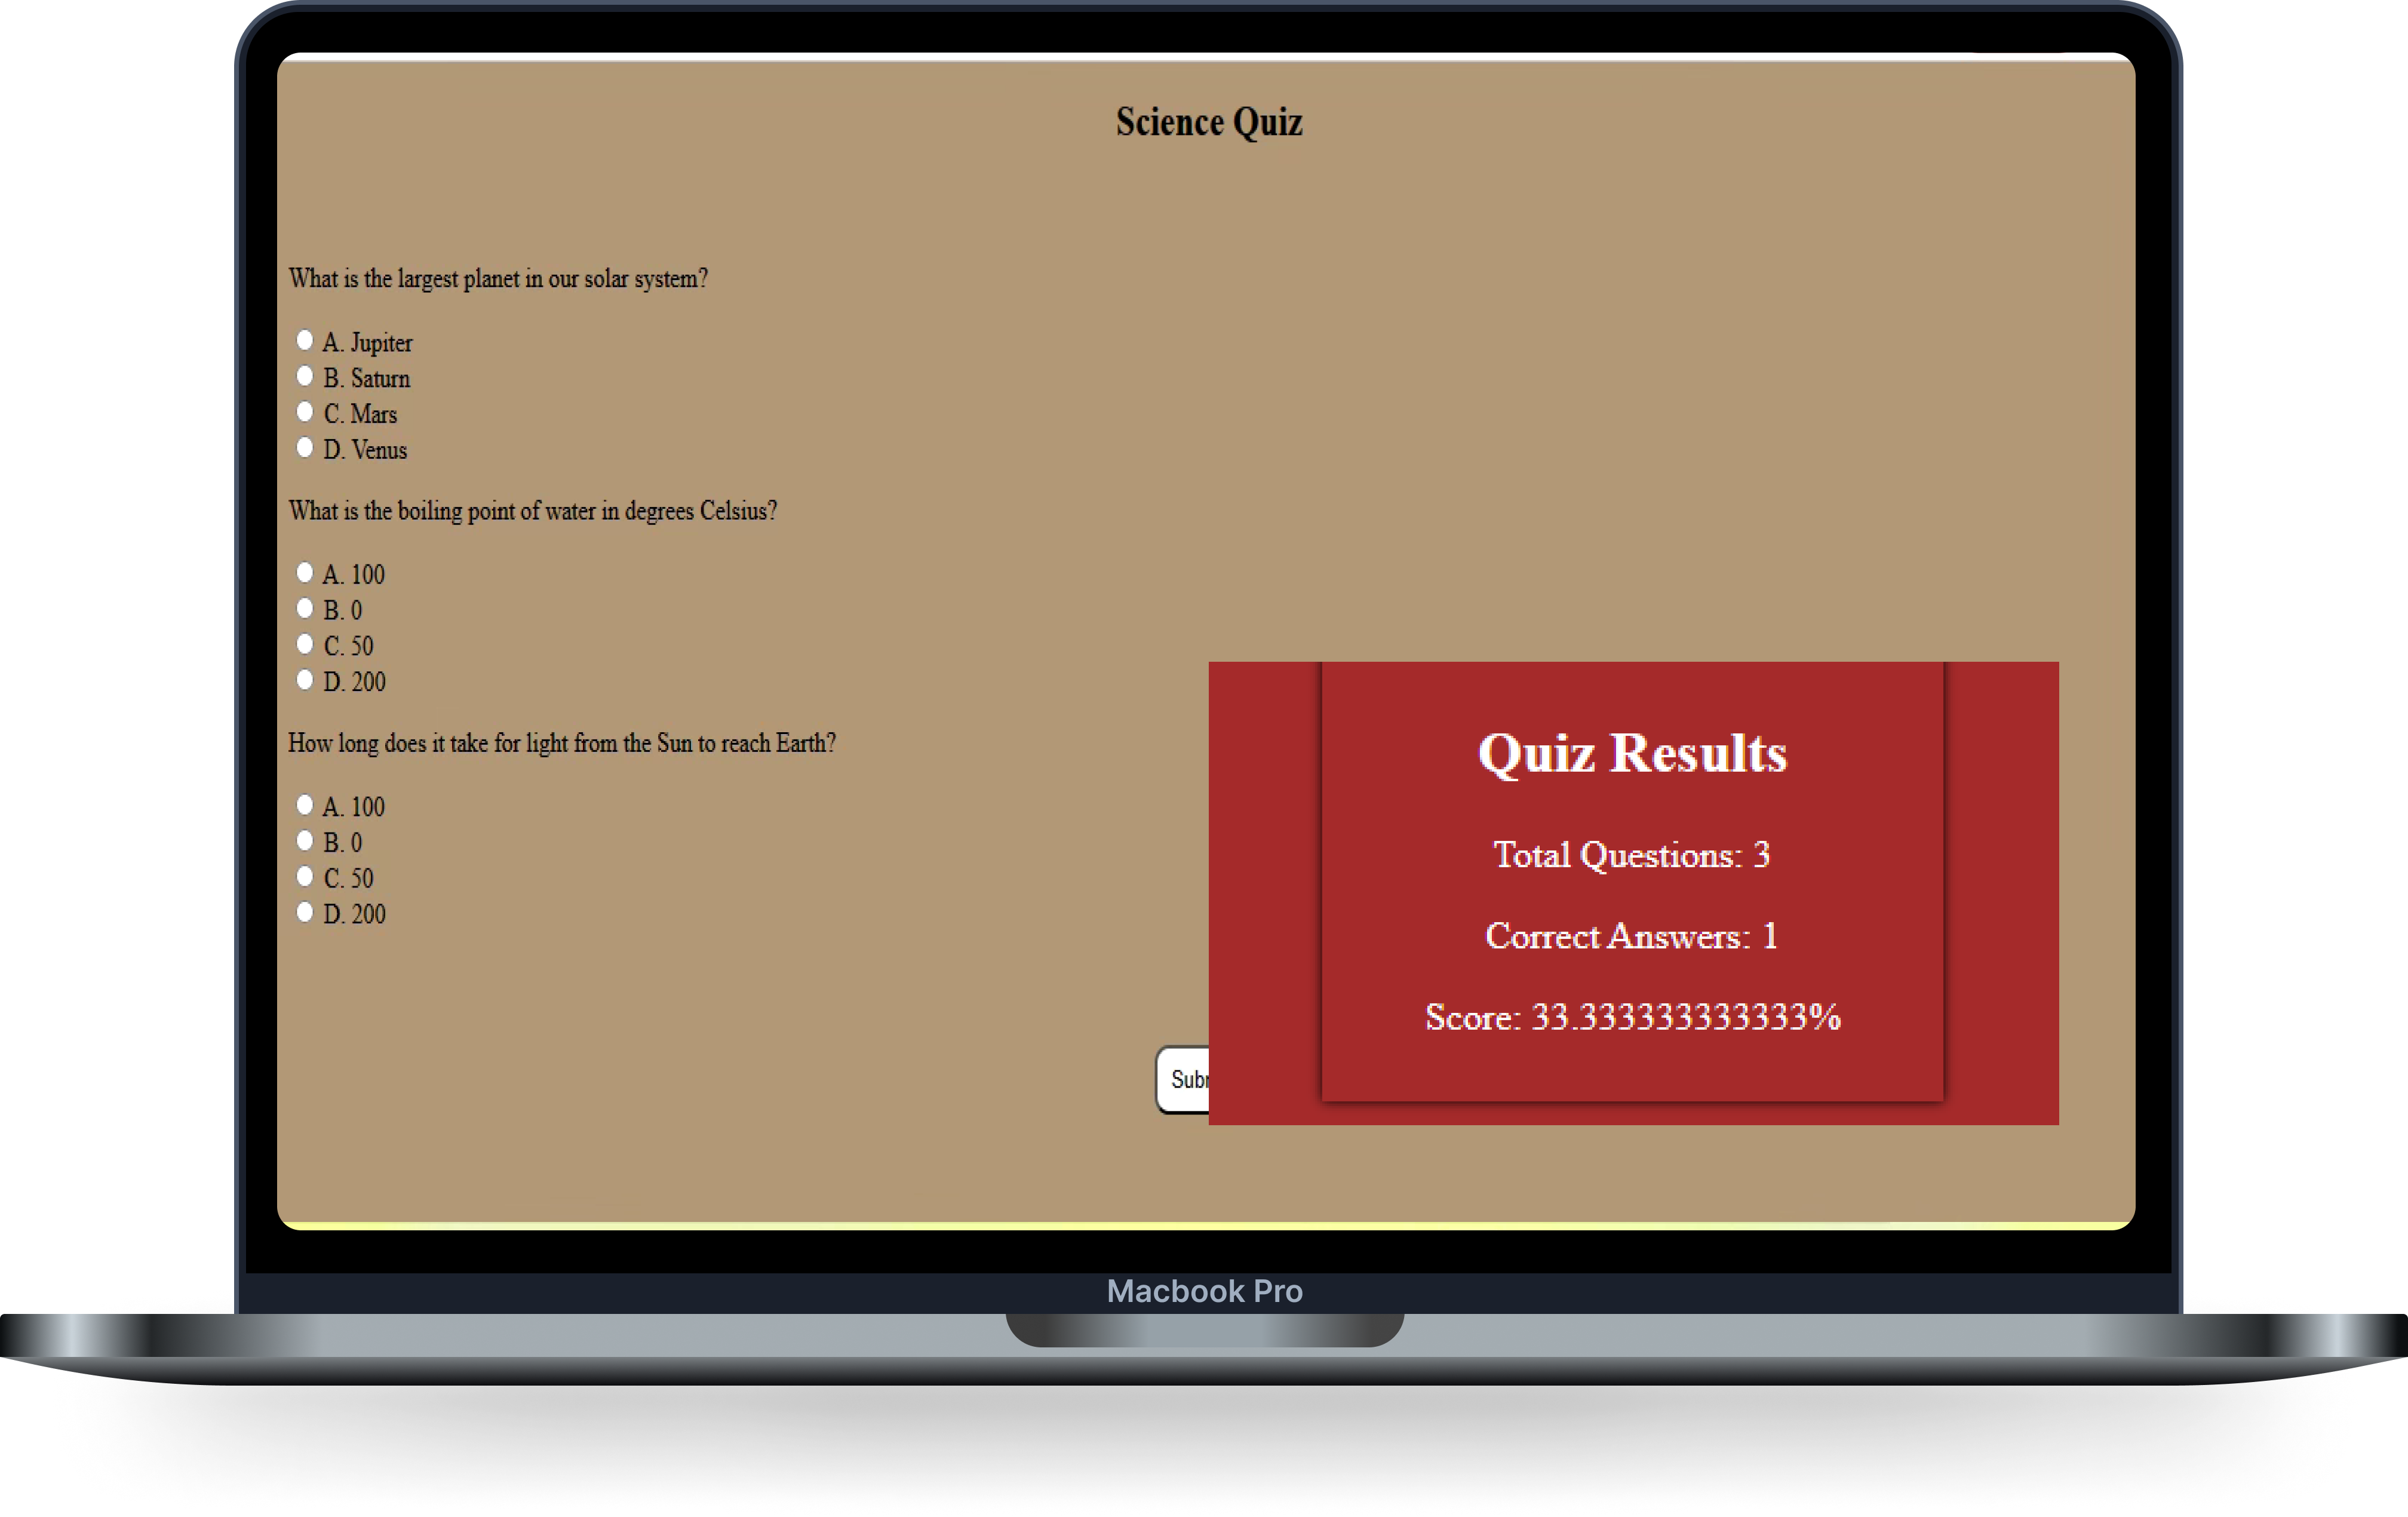 Science Quiz
What is the largest planet in our solar system?
A. Jupiter
B. Saturn
C. Mars
D. Venus
What is the boiling point of water in degrees Celsius?
A. 100
B. 0
C. 50
D. 200
How long does it take for light from the Sun to reach Earth?
A. 100
B. 0
C. 50
D. 200
Quiz Results
Total Questions: 3
Correct Answers: 1
Score: 33.333333333333%
Macbook Pro